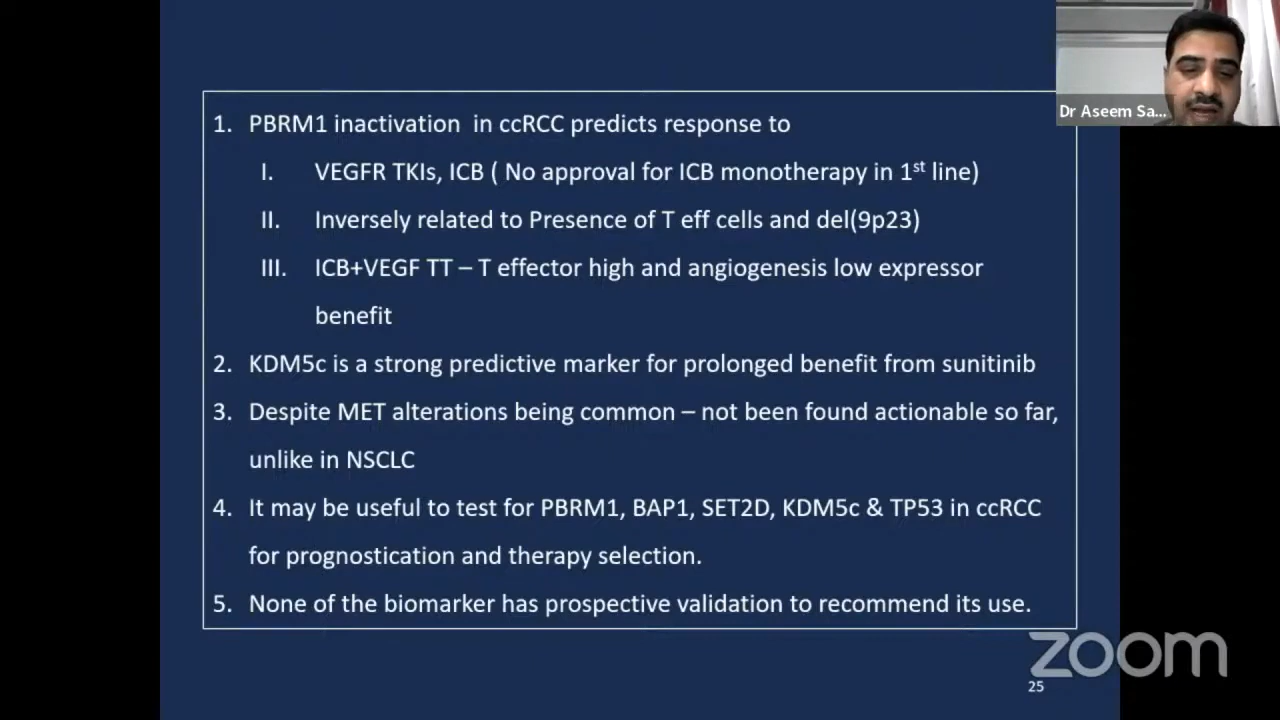 Dr Aseem Sa...
1. PBRM1 inactivation in ccRCC predicts response to
I. VEGFR TKIs, ICB ( No approval for ICB monotherapy in 1st line)
II. Inversely related to Presence of T eff cells and del(9p23)
III. ICB+VEGF TT – T effector high and angiogenesis low expressor
benefit
2. KDM5c is a strong predictive marker for prolonged benefit from sunitinib
3. Despite MET alterations being common – not been found actionable so far,
unlike in NSCLC
4. It may be useful to test for PBRM1, BAP1, SET2D, KDM5c & TP53 in ccRCC
for prognostication and therapy selection.
5. None of the biomarker has prospective validation to recommend its use.
zoom
25